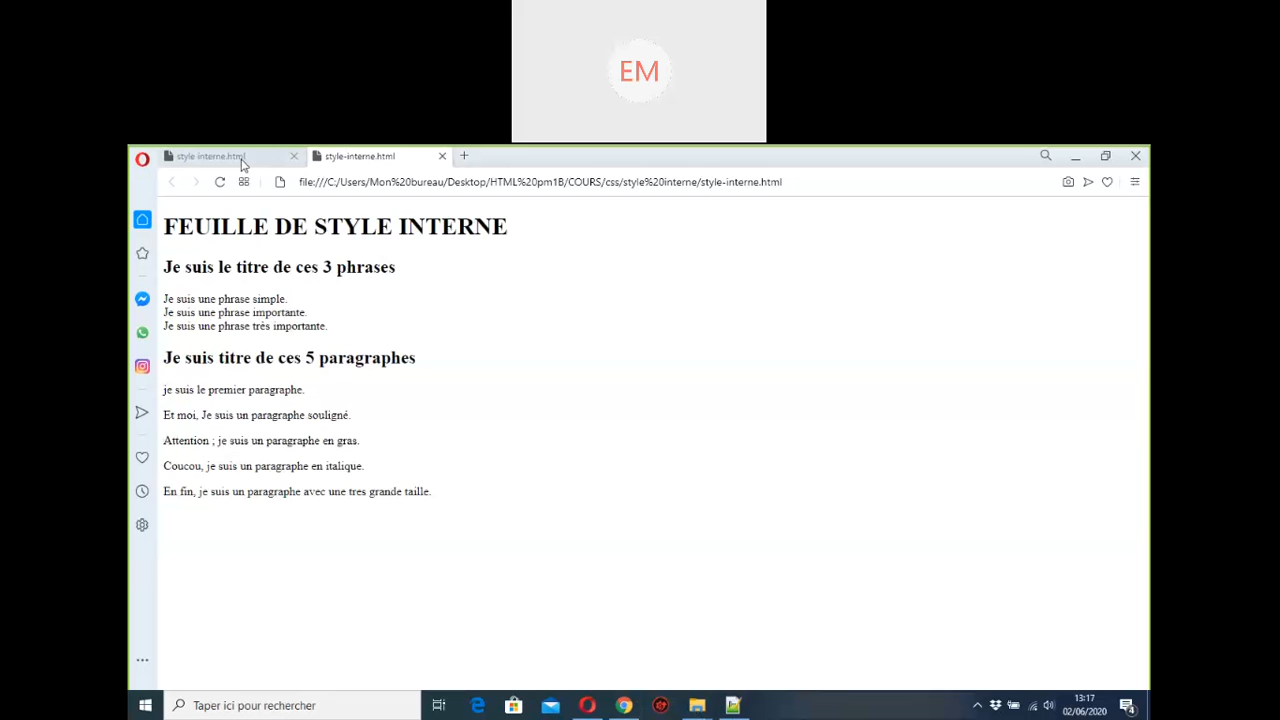 EM
style interne.html
style-interne.html
file:///C:/Users/Mon%20bureau/Desktop/HTML%20pm1B/COURS/css/style%20interne/style-interne.html
FEUILLE DE STYLE INTERNE
Je suis le titre de ces 3 phrases
Je suis une phrase simple.
Je suis une phrase importante.
Je suis une phrase très importante.
Je suis titre de ces 5 paragraphes
je suis le premier paragraphe.
Et moi, Je suis un paragraphe souligné.
Attention ; je suis un paragraphe en gras.
Coucou, je suis un paragraphe en italique.
En fin, je suis un paragraphe avec une tres grande taille.
Taper ici pour rechercher
13:17
02/06/2020
4